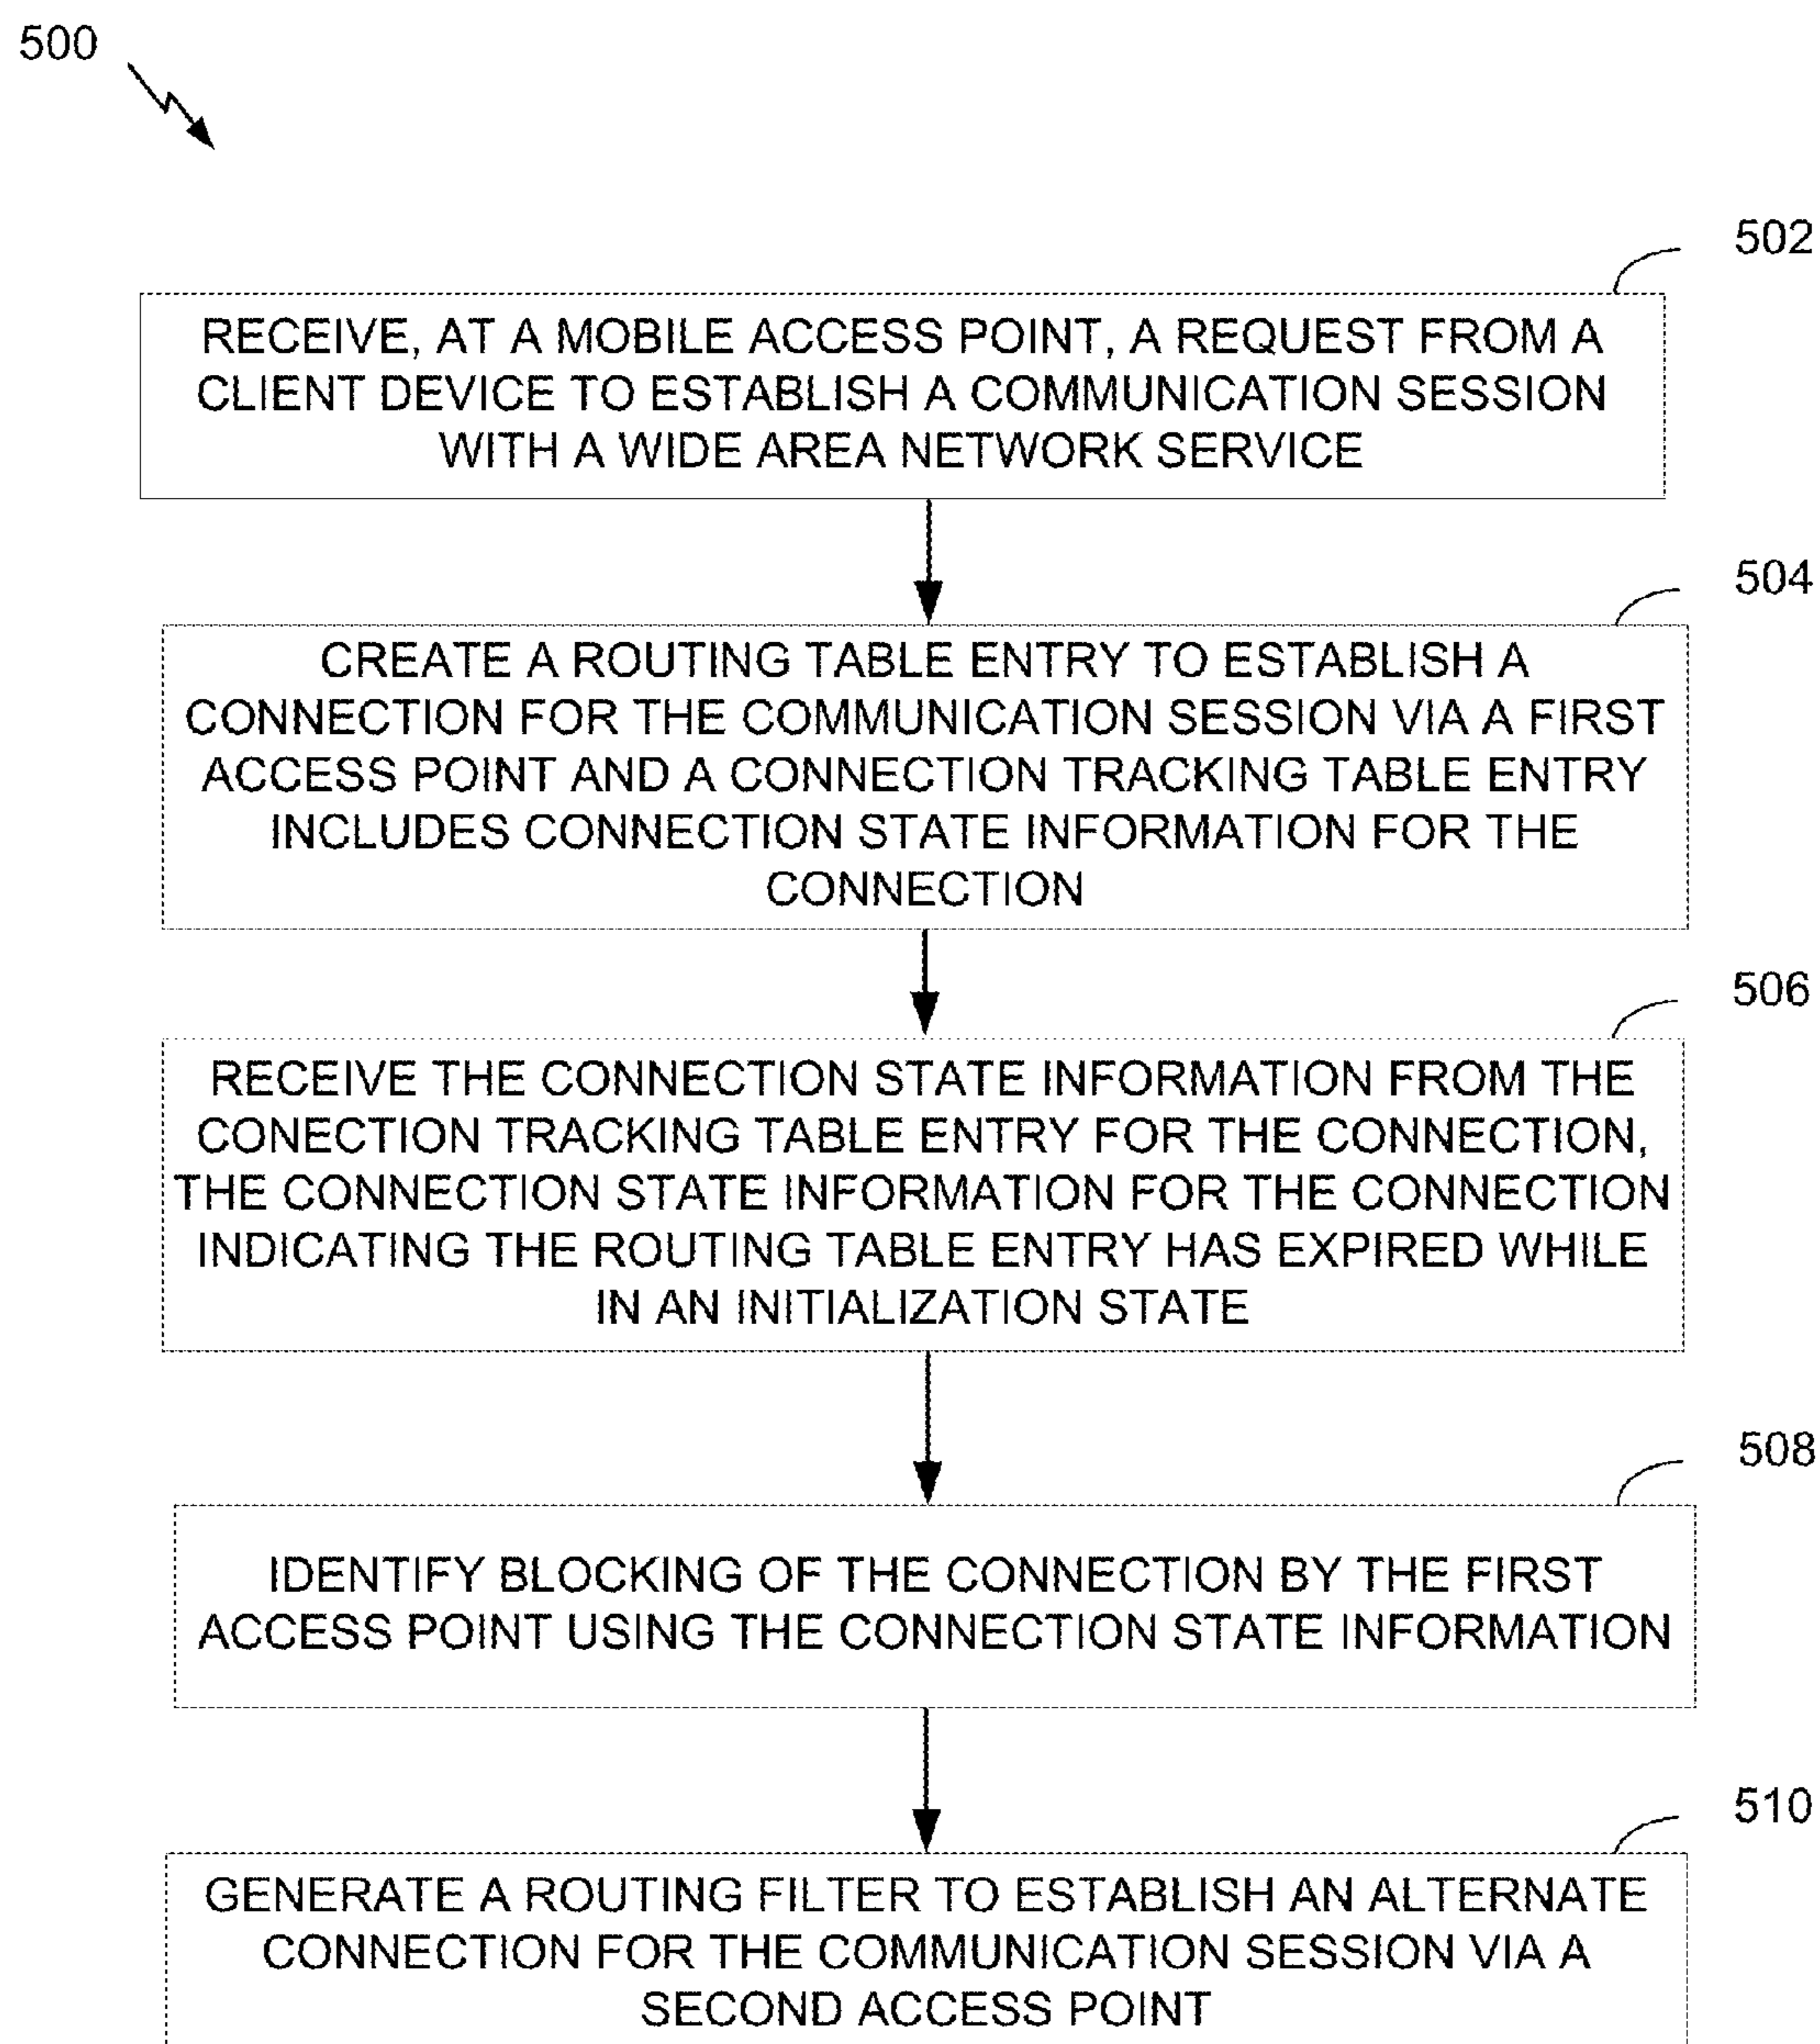 500
502
RECEIVE, AT A MOBILE ACCESS POINT, A REQUEST FROM A
CLIENT DEVICE TO ESTABLISH A COMMUNICATION SESSION
WITH A WIDE AREA NETWORK SERVICE
504
CREATE A ROUTING TABLE ENTRY TO ESTABLISH A
CONNECTION FOR THE COMMUNICATION SESSION VIA A FIRST
ACCESS POINT AND A CONNECTION TRACKING TABLE ENTRY
INCLUDES CONNECTION STATE INFORMATION FOR THE
CONNECTION
506
RECEIVE THE CONNECTION STATE INFORMATION FROM THE
CONECTION TRACKING TABLE ENTRY FOR THE CONNECTION,
THE CONNECTION STATE INFORMATION FOR THE CONNECTION
INDICATING THE ROUTING TABLE ENTRY HAS EXPIRED WHILE
IN AN INITIALIZATION STATE
508
IDENTIFY BLOCKING OF THE CONNECTION BY THE FIRST
ACCESS POINT USING THE CONNECTION STATE INFORMATION
510
GENERATE A ROUTING FILTER TO ESTABLISH AN ALTERNATE
CONNECTION FOR THE COMMUNICATION SESSION VIA A
SECOND ACCESS POINT